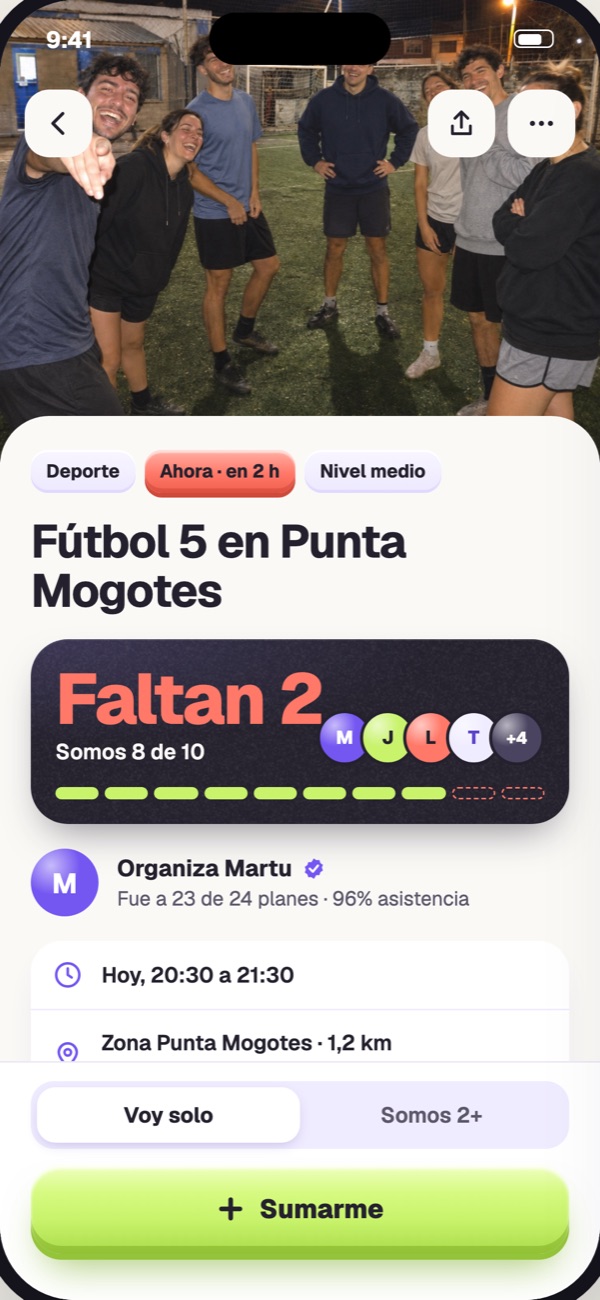 9:41
Deporte
Ahora · en 2 h
Nivel medio
Fútbol 5 en Punta
Mogotes
Faltan 2
Somos 8 de 10
M J L T +4
M
Organiza Martu
Fue a 23 de 24 planes · 96% asistencia
Hoy, 20:30 a 21:30
Zona Punta Mogotes · 1,2 km
Voy solo
Somos 2+
+ Sumarme